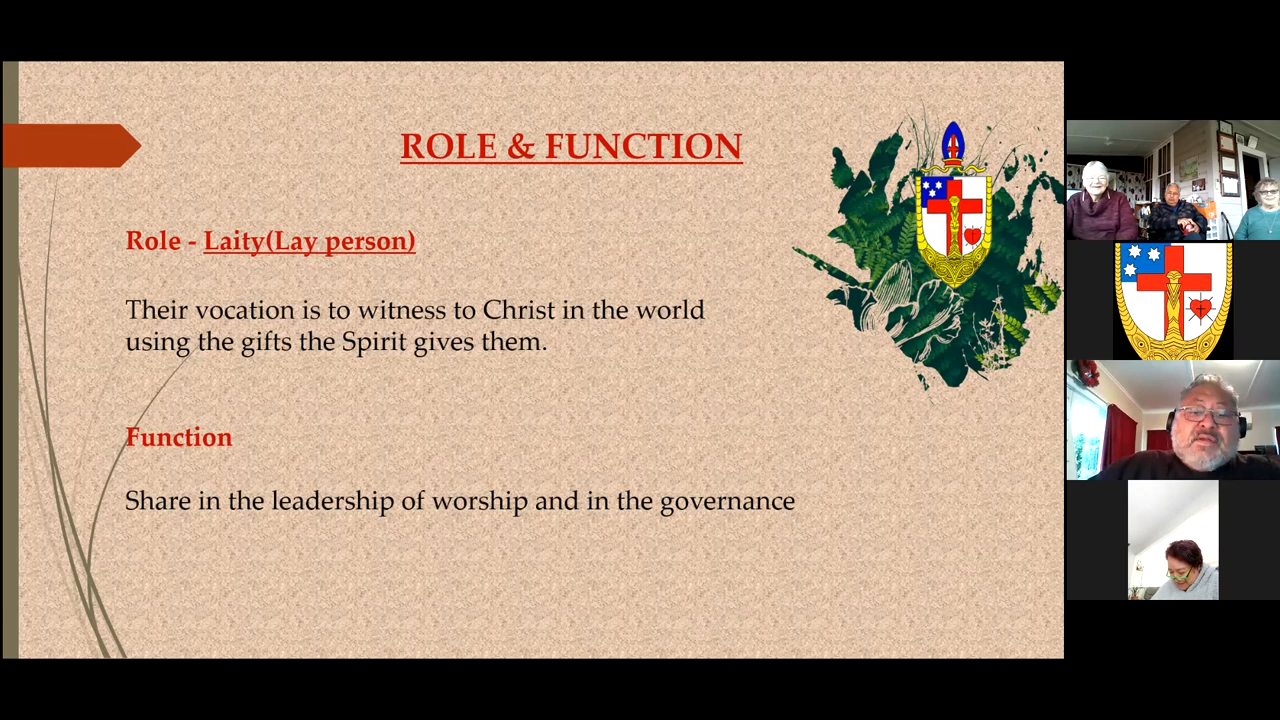 ROLE & FUNCTION
Role - Laity(Lay person)
Their vocation is to witness to Christ in the world
using the gifts the Spirit gives them.
Function
Share in the leadership of worship and in the governance